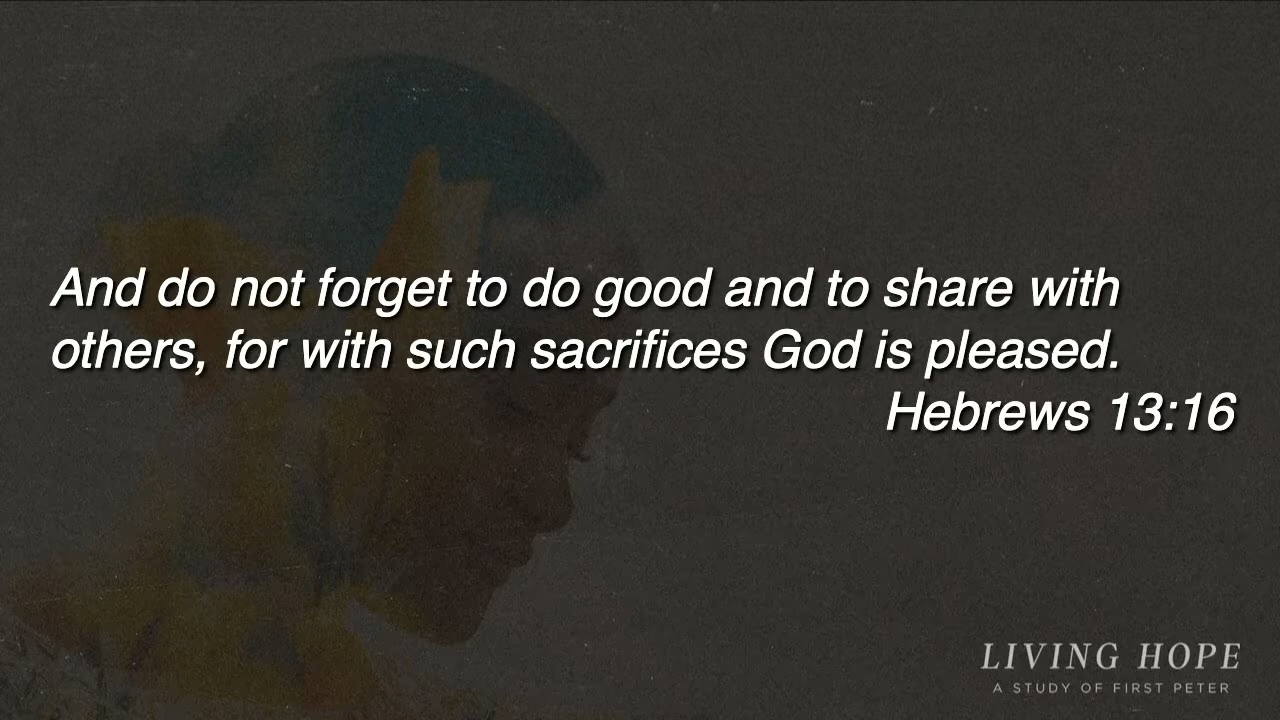 And do not forget to do good and to share with
others, for with such sacrifices God is pleased.
Hebrews 13:16
LIVING HOPE
A STUDY OF FIRST PETER